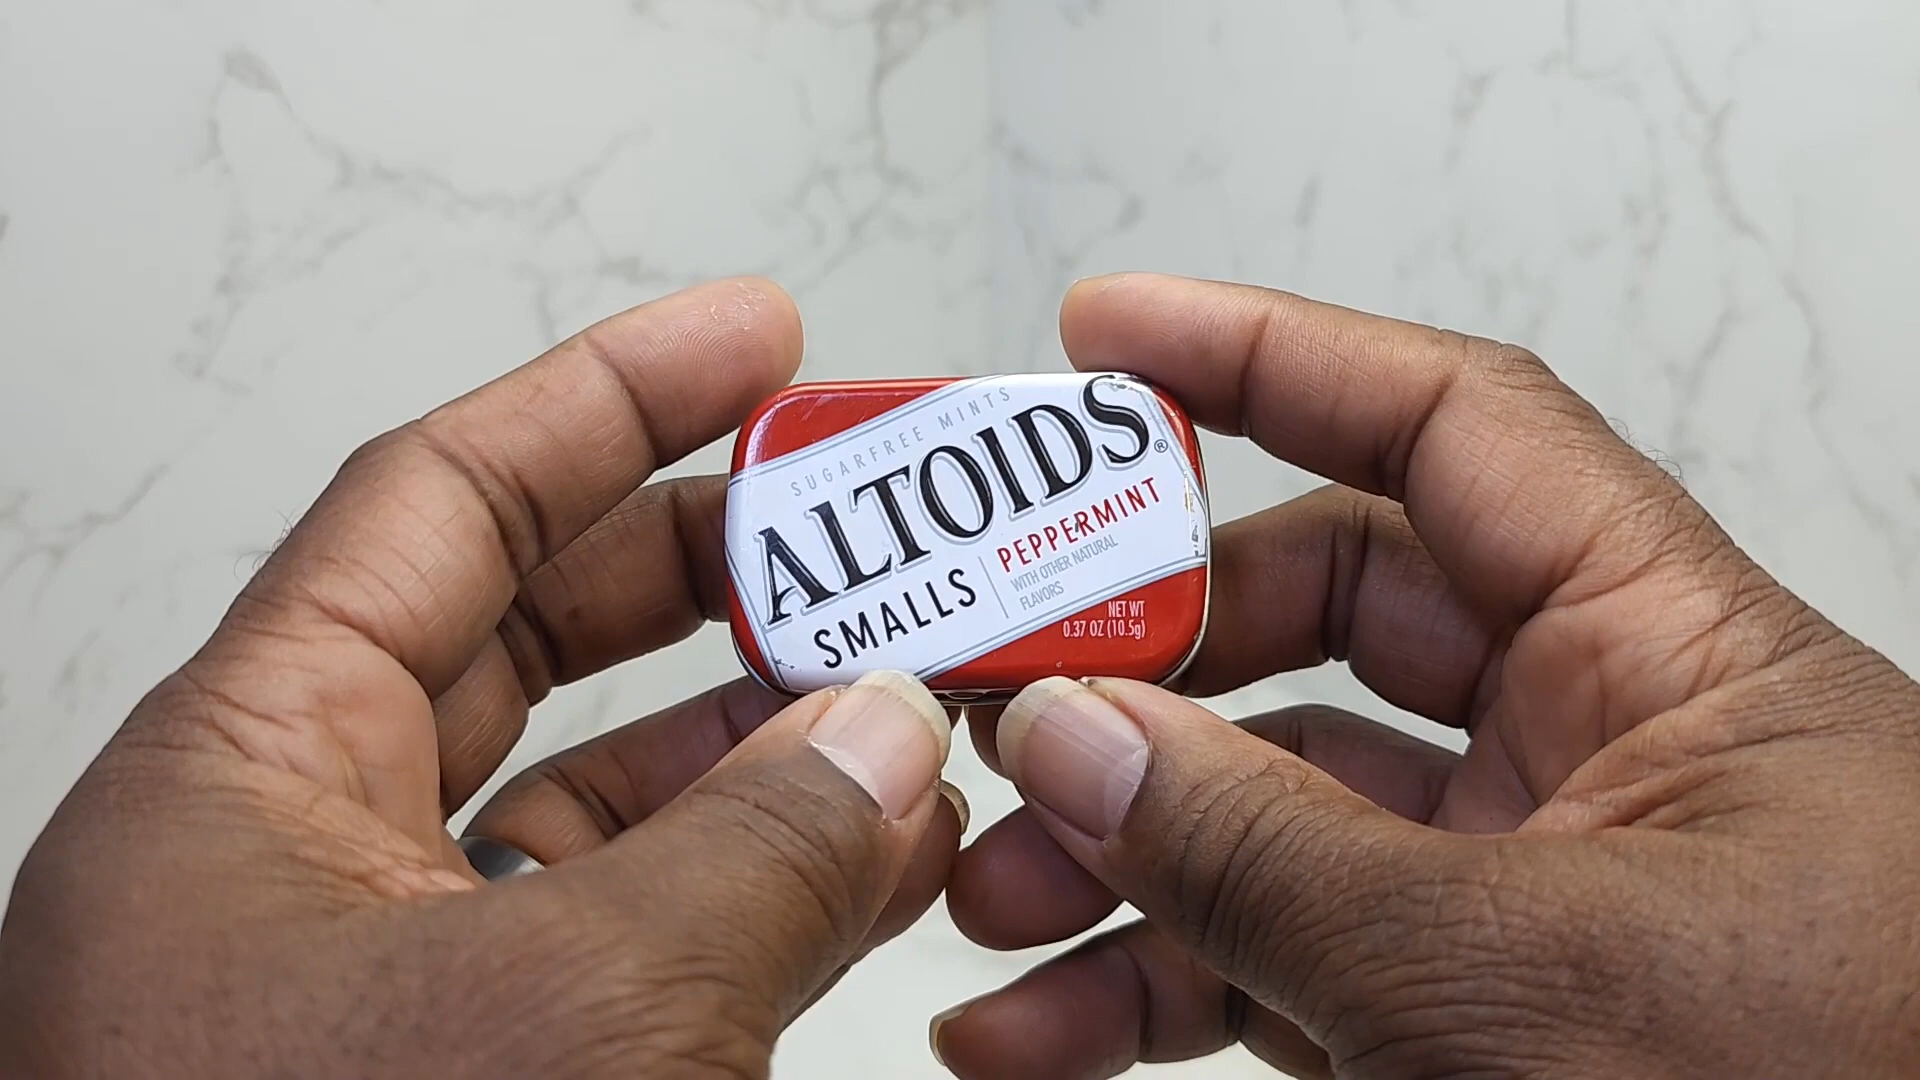 SUGARFREE MINTS
ALTOIDS®
SMALLS
PEPPERMINT
WITH OTHER NATURAL
FLAVORS
NET WT
0.37 OZ (10.5g)